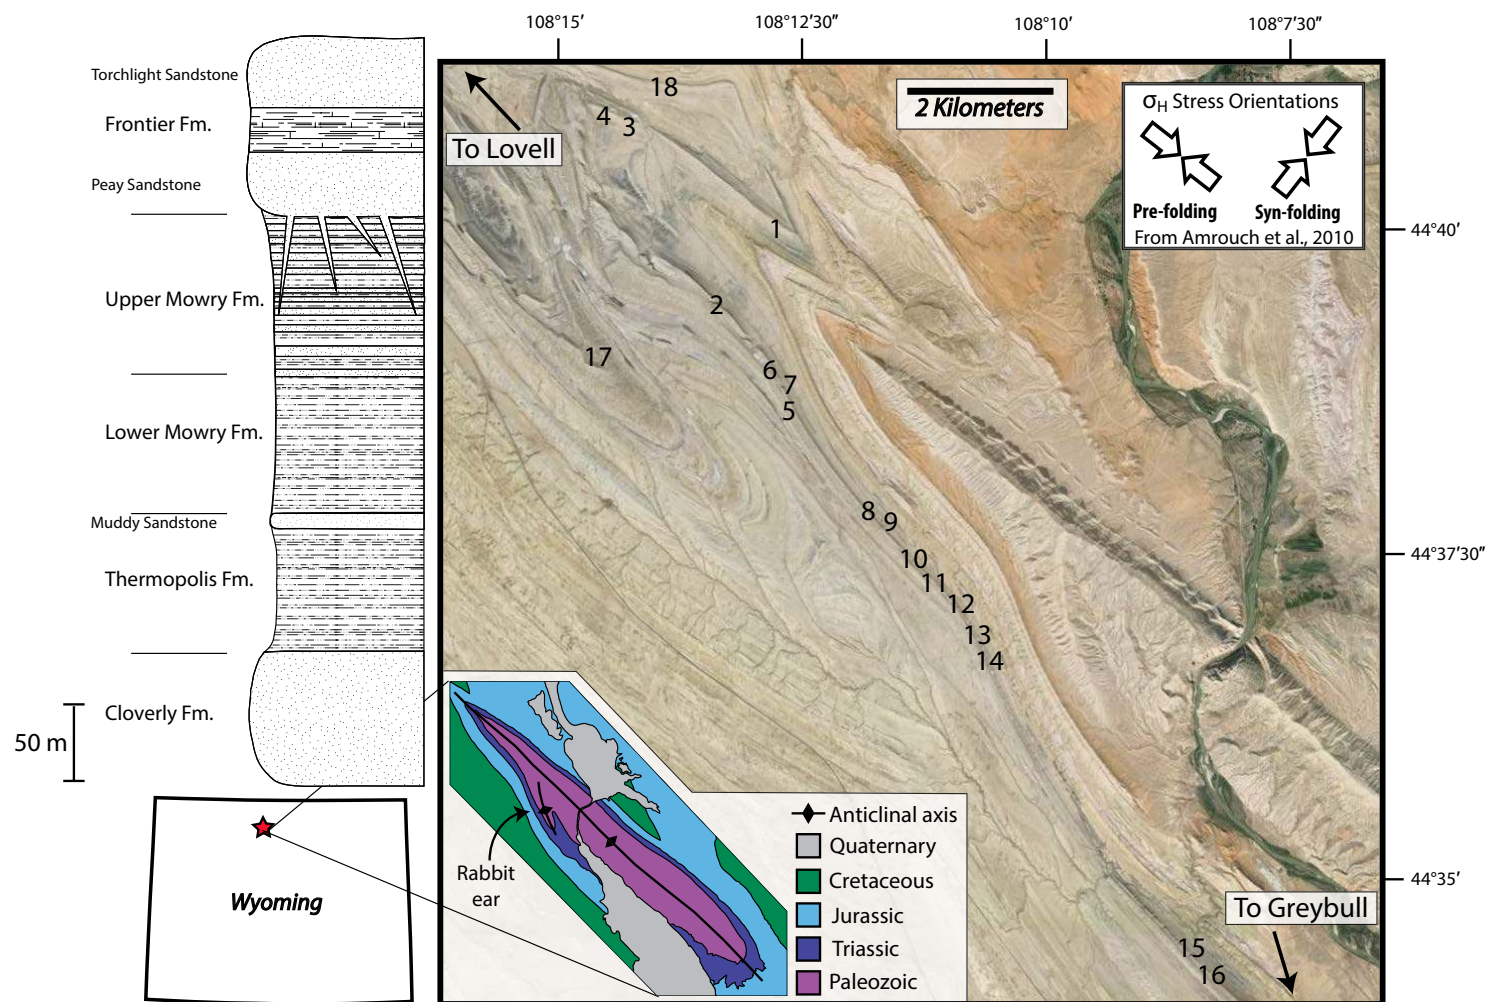 108°15′
108°12′30″
108°10′
108°7′30″
Torchlight Sandstone
Frontier Fm.
Peay Sandstone
Upper Mowry Fm.
Lower Mowry Fm.
Muddy Sandstone
Thermopolis Fm.
Cloverly Fm.
50 m
Wyoming
To Lovell
2 Kilometers
σH Stress Orientations
Pre-folding
Syn-folding
From Amrouch et al., 2010
18
4
3
1
2
17
6
7
5
8
9
10
11
12
13
14
15
16
44°40′
44°37′30″
44°35′
To Greybull
Rabbit
ear
Anticlinal axis
Quaternary
Cretaceous
Jurassic
Triassic
Paleozoic